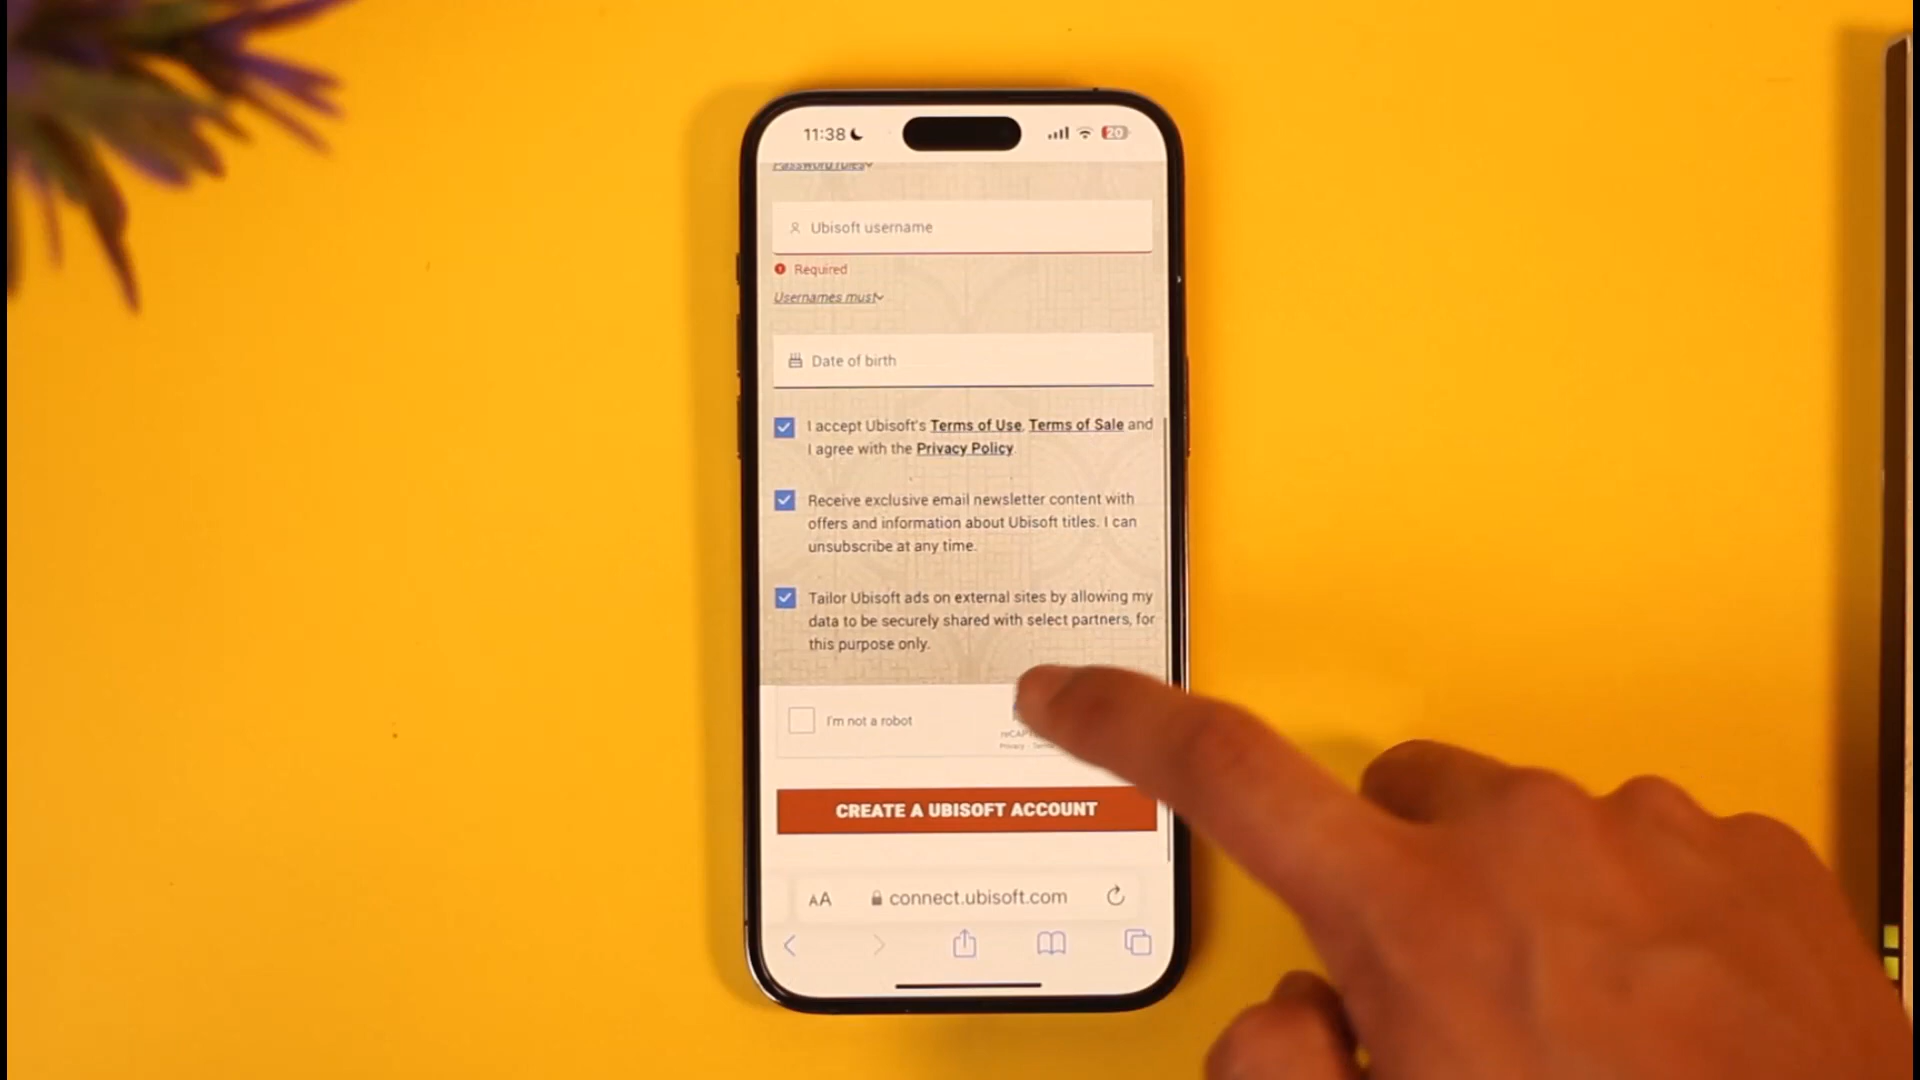 11:38
20
Password rules
Ubisoft username
Required
Usernames must
Date of birth
I accept Ubisoft's Terms of Use, Terms of Sale and
I agree with the Privacy Policy.
Receive exclusive email newsletter content with
offers and information about Ubisoft titles. I can
unsubscribe at any time.
Tailor Ubisoft ads on external sites by allowing my
data to be securely shared with select partners, for
this purpose only.
I'm not a robot
Privacy
CREATE A UBISOFT ACCOUNT
AA
connect.ubisoft.com